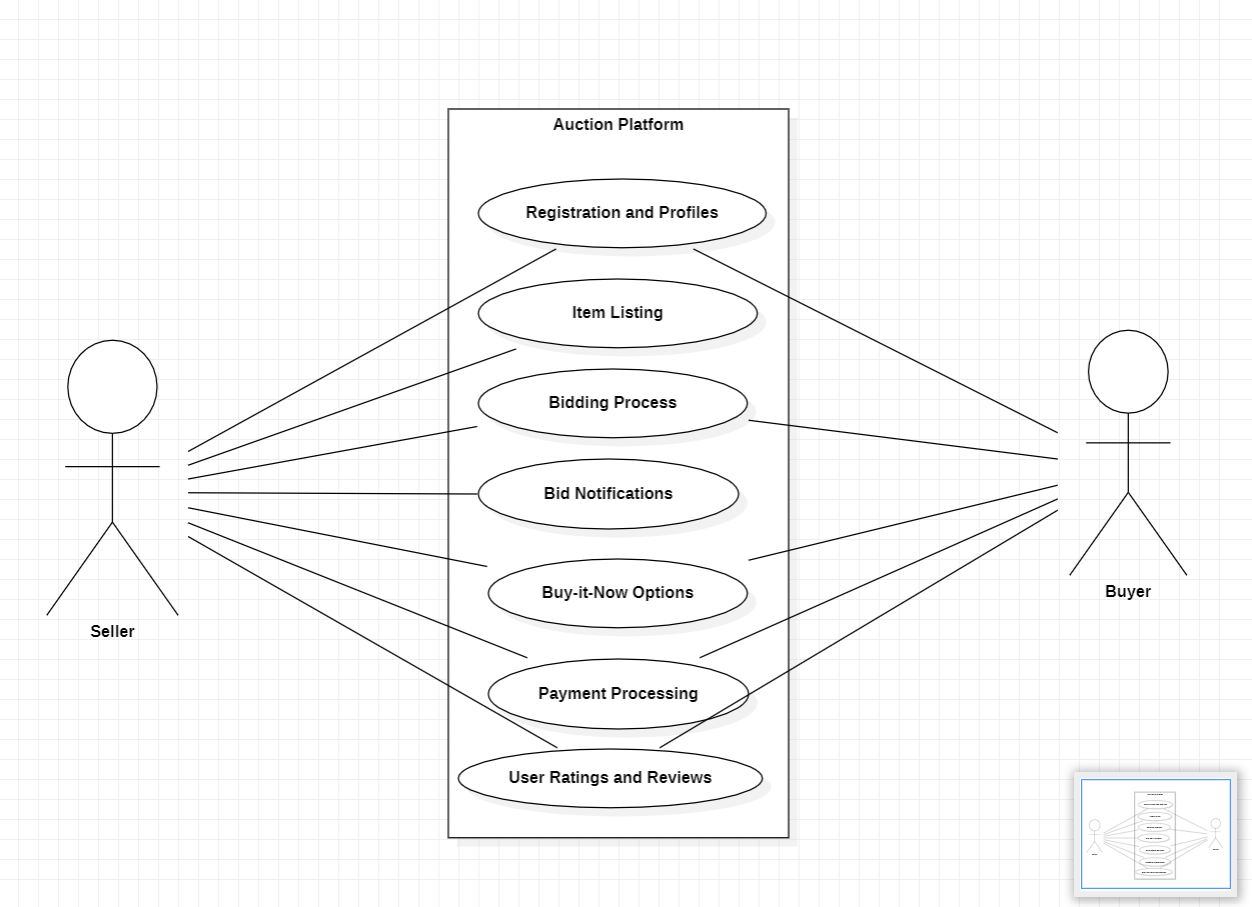 Auction Platform
Registration and Profiles
Item Listing
Bidding Process
Bid Notifications
Buy-it-Now Options
Payment Processing
User Ratings and Reviews
Seller
Buyer